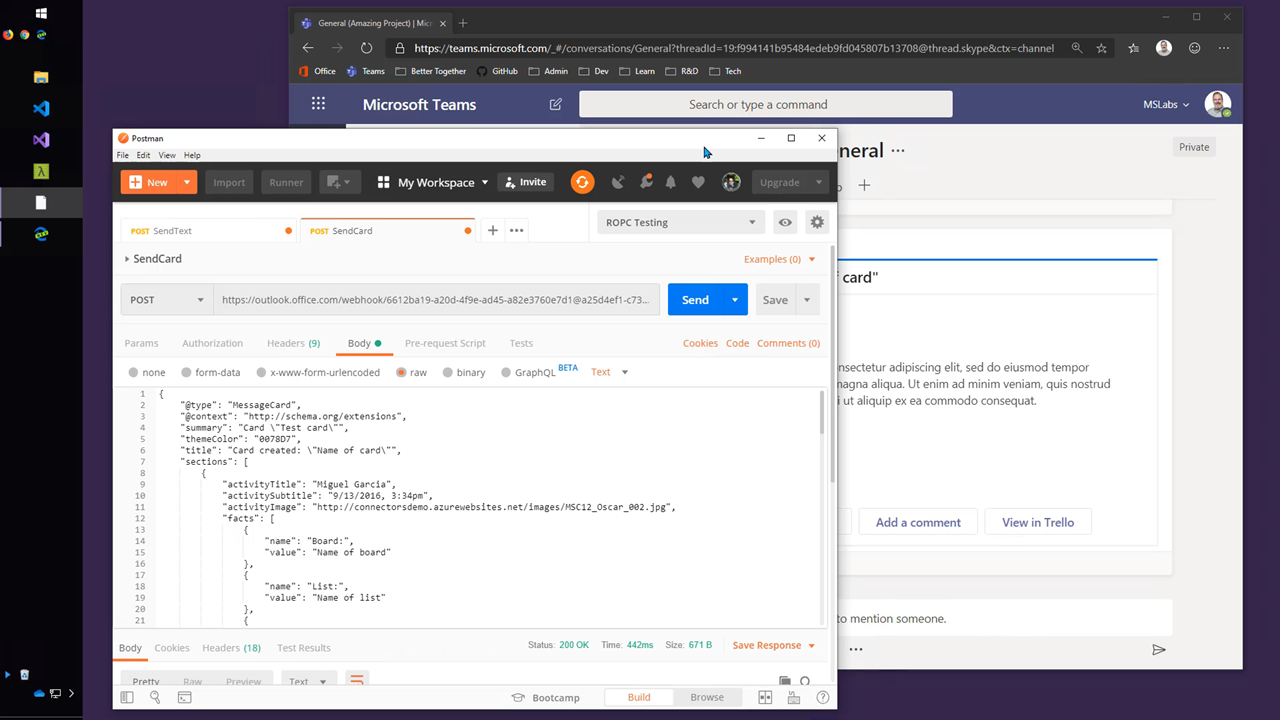 General (Amazing Project) | Mic
https://teams.microsoft.com/_#/conversations/General?threadId=19:f994141b95484edeb9fd045807b13708@thread.skype&ctx=channel
Office Teams Better Together GitHub Admin Dev Learn R&D Tech
Microsoft Teams
Search or type a command
MSLabs
neral ···
Private
f card"
nsectetur adipiscing elit, sed do eiusmod tempor
magna aliqua. Ut enim ad minim veniam, quis nostrud
ut aliquip ex ea commodo consequat.
Add a comment
View in Trello
to mention someone.
Postman
File Edit View Help
New Import Runner My Workspace Invite Upgrade
POST SendText
POST SendCard
ROPC Testing
SendCard
Examples (0)
POST
https://outlook.office.com/webhook/6612ba19-a20d-4f9e-ad45-a82e3760e7d1@a25d4ef1-c73...
Send
Save
Params Authorization Headers (9) Body Pre-request Script Tests
Cookies Code Comments (0)
none form-data x-www-form-urlencoded raw binary GraphQL BETA Text
1 {
2 "@type": "MessageCard",
3 "@context": "http://schema.org/extensions",
4 "summary": "Card \"Test card\"",
5 "themeColor": "0078D7",
6 "title": "Card created: \"Name of card\"",
7 "sections": [
8 {
9 "activityTitle": "Miguel Garcia",
10 "activitySubtitle": "9/13/2016, 3:34pm",
11 "activityImage": "http://connectorsdemo.azurewebsites.net/images/MSC12_Oscar_002.jpg",
12 "facts": [
13 {
14 "name": "Board:",
15 "value": "Name of board"
16 },
17 {
18 "name": "List:",
19 "value": "Name of list"
20 },
21 {
Body Cookies Headers (18) Test Results
Status: 200 OK Time: 442ms Size: 671 B
Save Response
Pretty Raw Preview Text
Bootcamp
Build
Browse